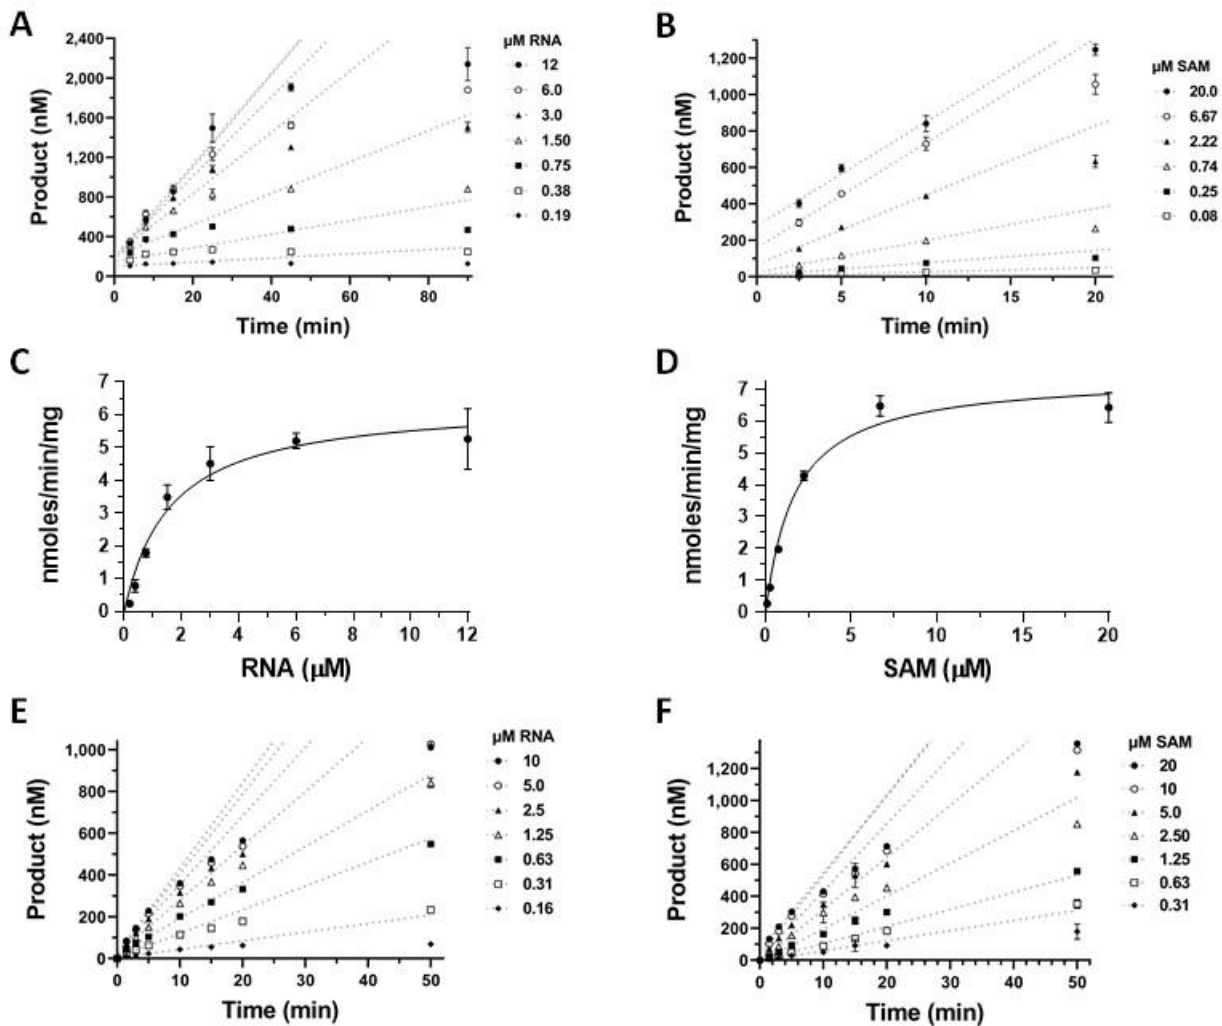 A
Product (nM)
2,400
2,000
1,600
1,200
800
400
0
0 20 40 60 80
Time (min)
µM RNA
12
6.0
3.0
1.50
0.75
0.38
0.19
B
Product (nM)
1,200
1,000
800
600
400
200
0
0 5 10 15 20
Time (min)
µM SAM
20.0
6.67
2.22
0.74
0.25
0.08
C
nmoles/min/mg
7
6
5
4
3
2
1
0
0 2 4 6 8 10 12
RNA (µM)
D
nmoles/min/mg
7
6
5
4
3
2
1
0
0 5 10 15 20
SAM (µM)
E
Product (nM)
1,000
800
600
400
200
0
0 10 20 30 40 50
Time (min)
µM RNA
10
5.0
2.5
1.25
0.63
0.31
0.16
F
Product (nM)
1,200
1,000
800
600
400
200
0
0 10 20 30 40 50
Time (min)
µM SAM
20
10
5.0
2.50
1.25
0.63
0.31